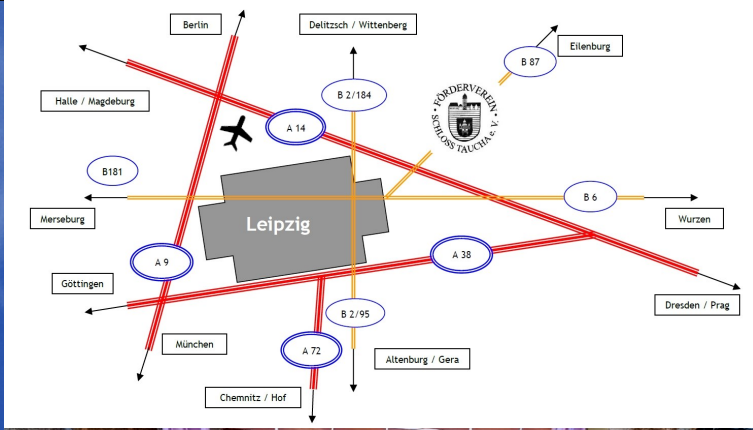 Berlin
Delitzsch / Wittenberg
Eilenburg
B 87
Halle / Magdeburg
B 2/184
FÖRDERVEREIN
SCHLOSS TAUCHA e. V.
A 14
B181
B 6
Merseburg
Leipzig
Wurzen
A 9
A 38
Göttingen
Dresden / Prag
B 2/95
München
A 72
Altenburg / Gera
Chemnitz / Hof